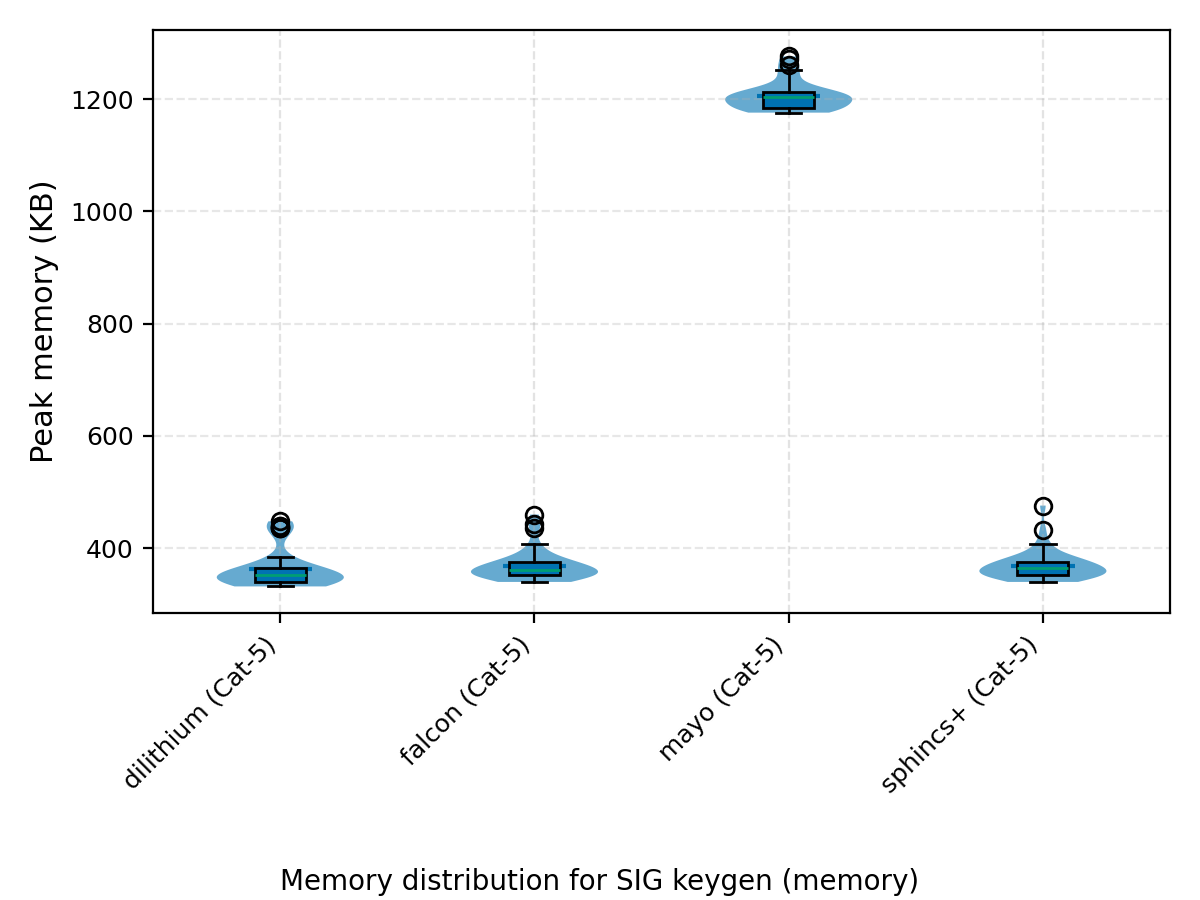 Peak memory (KB)
1200
1000
800
600
400
dilithium (Cat-5)
falcon (Cat-5)
mayo (Cat-5)
sphincs+ (Cat-5)
Memory distribution for SIG keygen (memory)